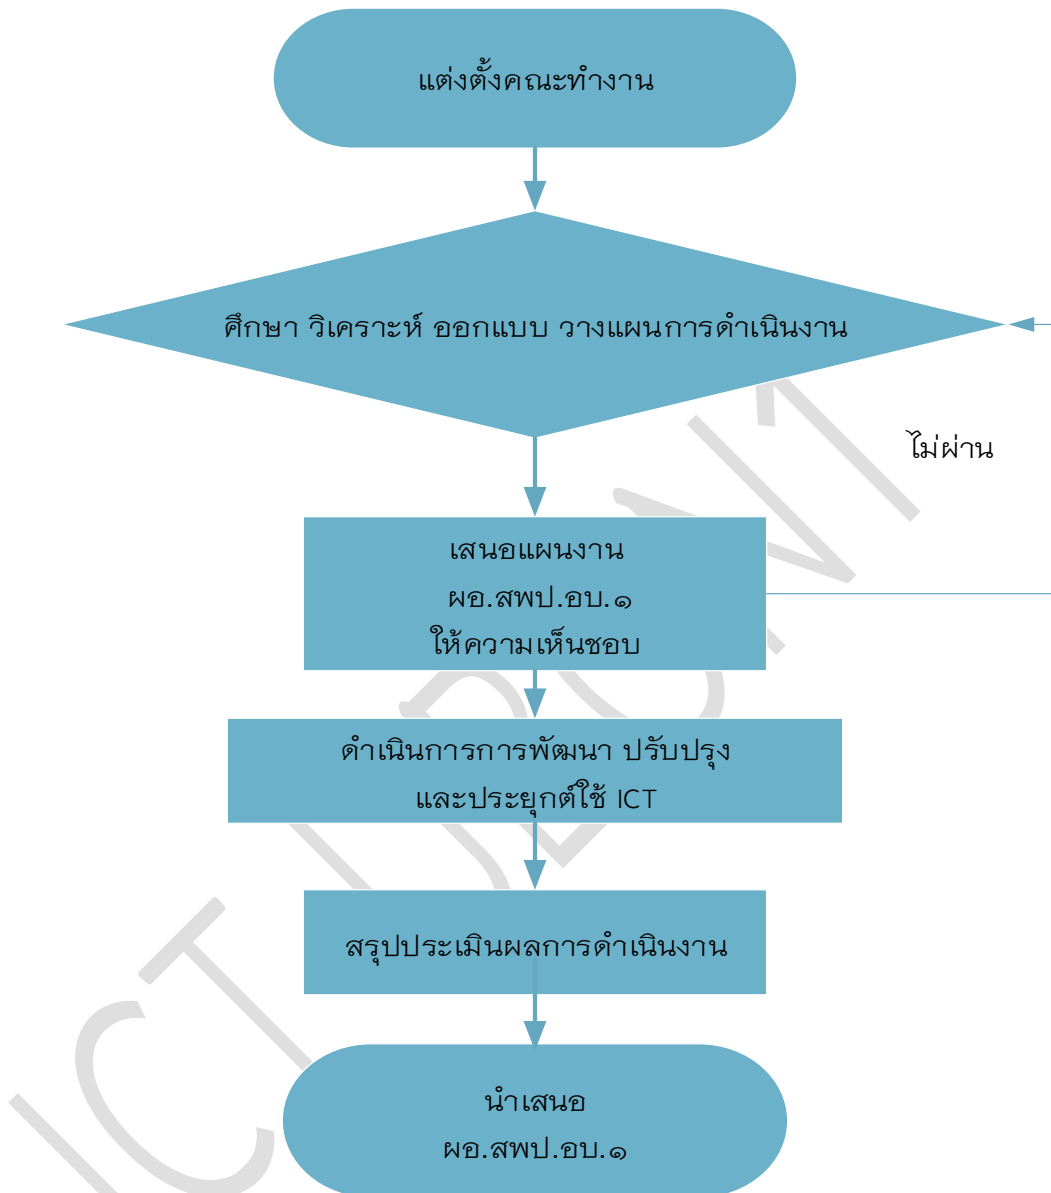 แต่งตั้งคณะทำงาน
ศึกษา วิเคราะห์ ออกแบบ วางแผนการดำเนินงาน
ไม่ผ่าน
เสนอแผนงาน
ผอ.สพป.อบ.๑
ให้ความเห็นชอบ
ดำเนินการการพัฒนา ปรับปรุง
และประยุกต์ใช้ ICT
สรุปประเมินผลการดำเนินงาน
นำเสนอ
ผอ.สพป.อบ.๑